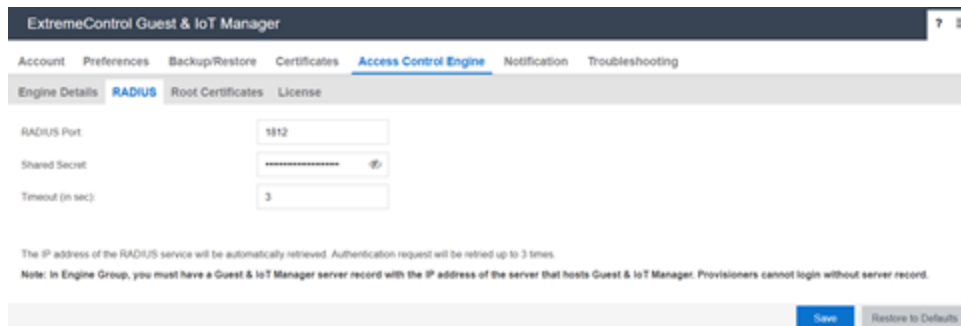 ExtremeControl Guest & IoT Manager ?
Account Preferences Backup/Restore Certificates Access Control Engine Notification Troubleshooting
Engine Details RADIUS Root Certificates License
RADIUS Port: 1812
Shared Secret: ••••••••••••••••••••
Timeout (in sec): 3
The IP address of the RADIUS service will be automatically retrieved. Authentication request will be retried up to 3 times.
Note: In Engine Group, you must have a Guest & IoT Manager server record with the IP address of the server that hosts Guest & IoT Manager. Provisioners cannot login without server record.
Save Restore to Defaults